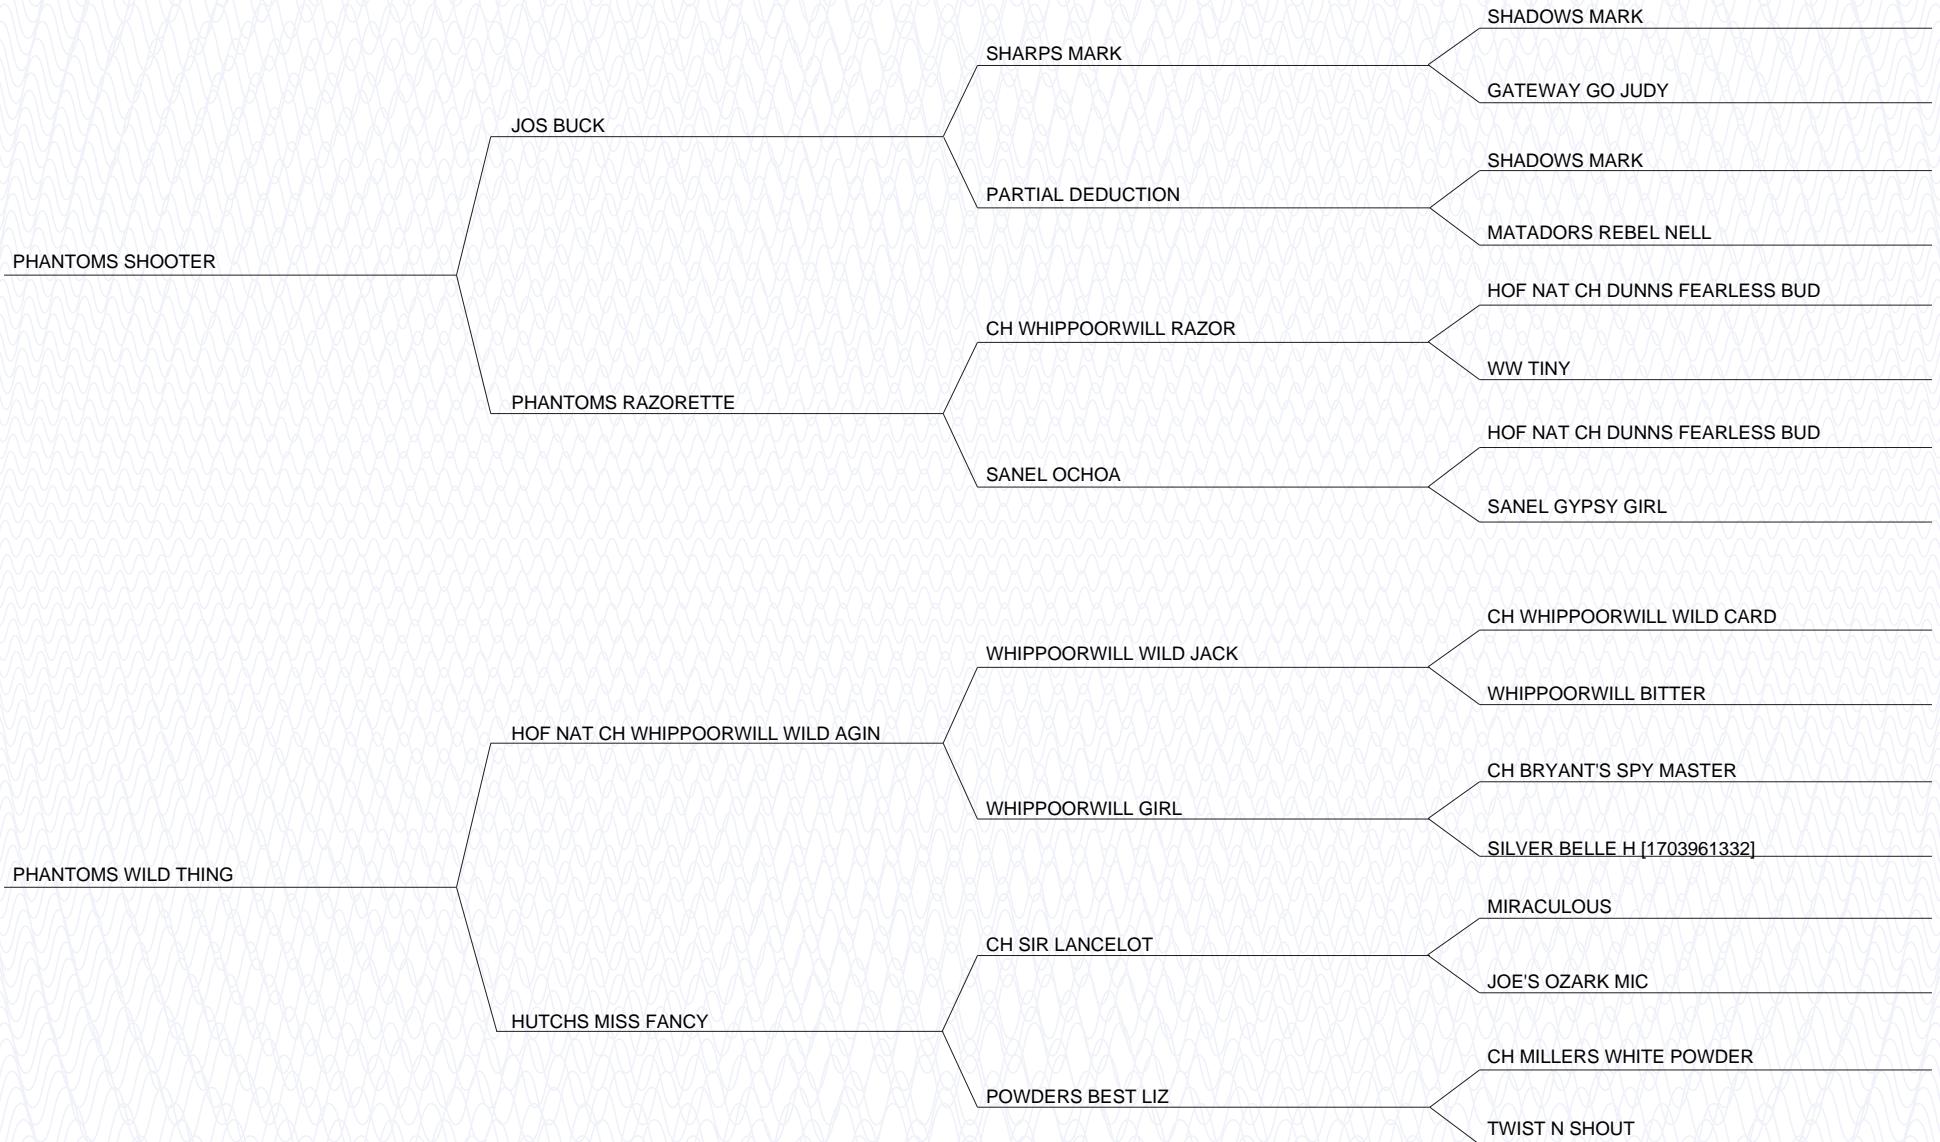 SHADOWS MARK
SHARPS MARK
GATEWAY GO JUDY
JOS BUCK
SHADOWS MARK
PARTIAL DEDUCTION
MATADORS REBEL NELL
PHANTOMS SHOOTER
HOF NAT CH DUNNS FEARLESS BUD
CH WHIPPOORWILL RAZOR
WW TINY
PHANTOMS RAZORETTE
HOF NAT CH DUNNS FEARLESS BUD
SANEL OCHOA
SANEL GYPSY GIRL
CH WHIPPOORWILL WILD CARD
WHIPPOORWILL WILD JACK
WHIPPOORWILL BITTER
HOF NAT CH WHIPPOORWILL WILD AGIN
CH BRYANT'S SPY MASTER
WHIPPOORWILL GIRL
SILVER BELLE H [1703961332]
PHANTOMS WILD THING
MIRACULOUS
CH SIR LANCELOT
JOE'S OZARK MIC
HUTCHS MISS FANCY
CH MILLERS WHITE POWDER
POWDERS BEST LIZ
TWIST N SHOUT